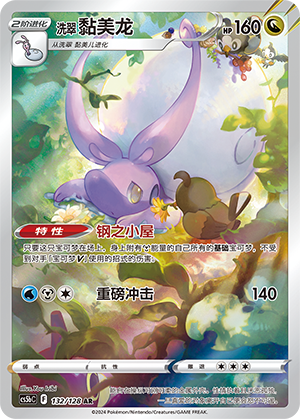 2阶进化
洗翠 黏美龙
HP 160
从洗翠 黏美儿进化
特性
钢之小屋
只要这只宝可梦在场上，身上附有能量的自己所有的基础宝可梦，不受
到对手「宝可梦V」使用的招式的伤害。
重磅冲击
140
弱点
抵抗力
撤退
cs5bC F 132/128 AR
©2024 Pokémon/Nintendo/Creatures/GAME FREAK.